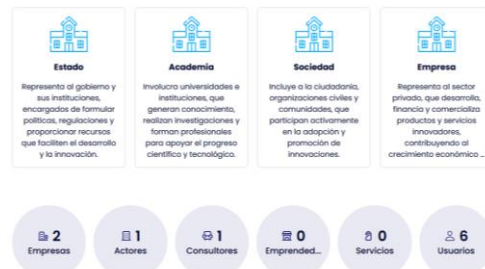 Estado
Representa al gobierno y
sus instituciones,
encargados de formular
políticas, regulaciones y
proporcionar recursos
que faciliten el desarrollo
y la innovación.
Academia
Involucra universidades e
instituciones, que
generan conocimiento,
realizan investigaciones y
forman profesionales
para apoyar el progreso
científico y tecnológico.
Sociedad
Incluye a la ciudadanía,
organizaciones civiles y
comunidades, que
participan activamente
en la adopción y
promoción de
innovaciones.
Empresa
Representa al sector
privado, que desarrolla,
financia y comercializa
productos y servicios
innovadores,
contribuyendo al
crecimiento económico ...
2
Empresas
1
Actores
1
Consultores
0
Emprended...
0
Servicios
6
Usuarios